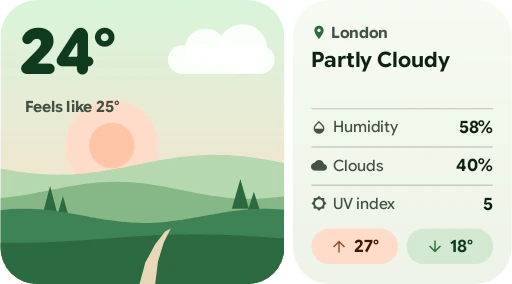 24°
Feels like 25°
London
Partly Cloudy
Humidity 58%
Clouds 40%
UV index 5
27° 18°